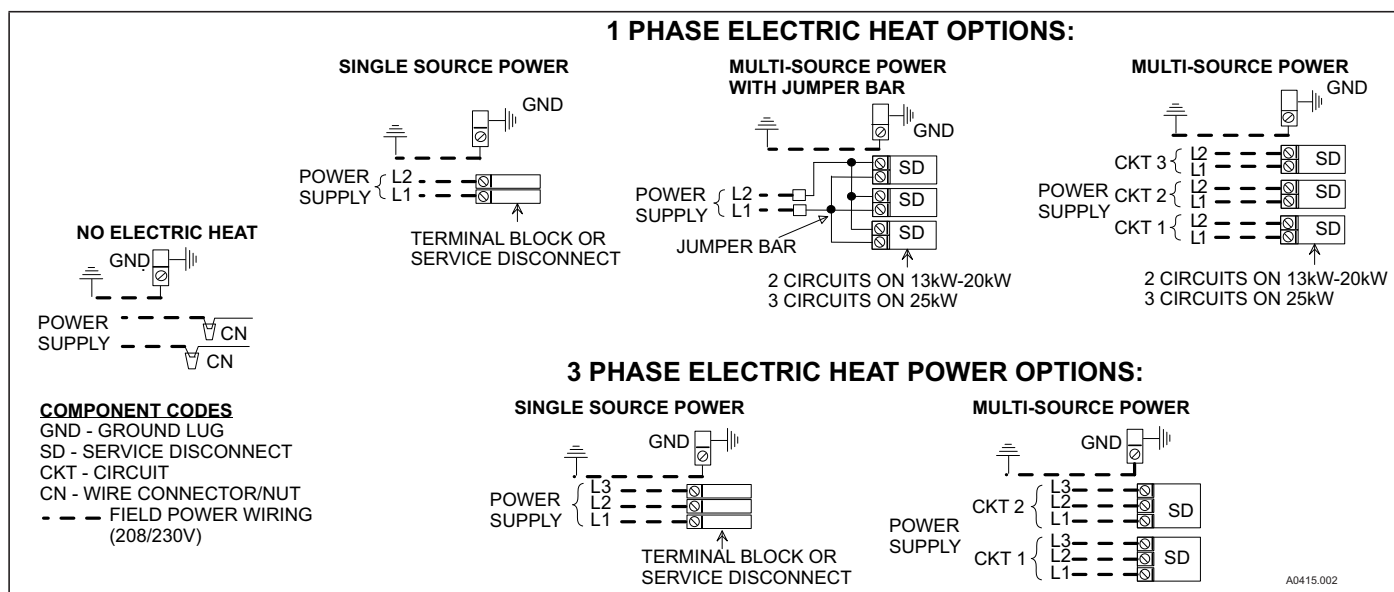 1 PHASE ELECTRIC HEAT OPTIONS:
SINGLE SOURCE POWER
GND
POWER
SUPPLY
L2
L1
TERMINAL BLOCK OR
SERVICE DISCONNECT
MULTI-SOURCE POWER
WITH JUMPER BAR
GND
POWER
SUPPLY
L2
L1
SD
SD
SD
JUMPER BAR
2 CIRCUITS ON 13kW-20kW
3 CIRCUITS ON 25kW
MULTI-SOURCE POWER
GND
POWER
SUPPLY
CKT 3
L2
L1
SD
CKT 2
L2
L1
SD
CKT 1
L2
L1
SD
2 CIRCUITS ON 13kW-20kW
3 CIRCUITS ON 25kW
NO ELECTRIC HEAT
GND
POWER
SUPPLY
CN
CN
COMPONENT CODES
GND - GROUND LUG
SD - SERVICE DISCONNECT
CKT - CIRCUIT
CN - WIRE CONNECTOR/NUT
FIELD POWER WIRING
(208/230V)
3 PHASE ELECTRIC HEAT POWER OPTIONS:
SINGLE SOURCE POWER
GND
POWER
SUPPLY
L3
L2
L1
TERMINAL BLOCK OR
SERVICE DISCONNECT
MULTI-SOURCE POWER
GND
POWER
SUPPLY
CKT 2
L3
L2
L1
SD
CKT 1
L3
L2
L1
SD
A0415.002